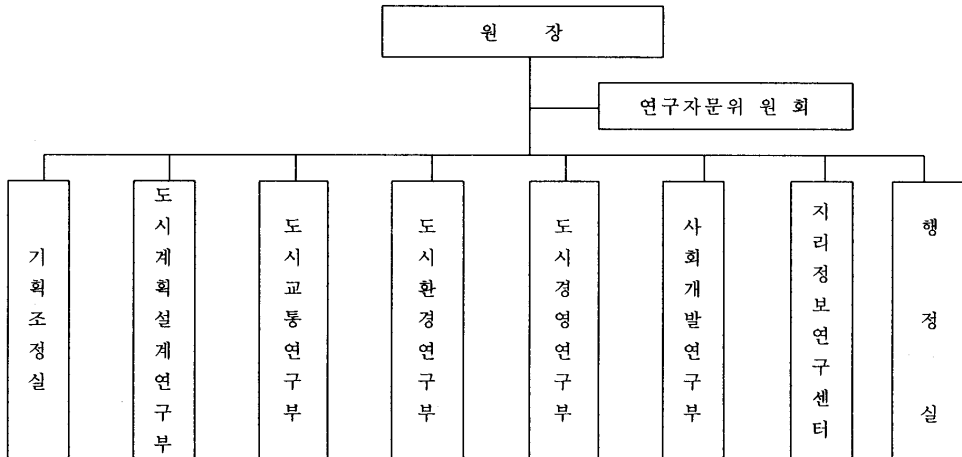 원 장
연구자문위 원 회
기획조정실
도시계획설계연구부
도시교통연구부
도시환경연구부
도시경영연구부
사회개발연구부
지리정보연구센터
행 정 실